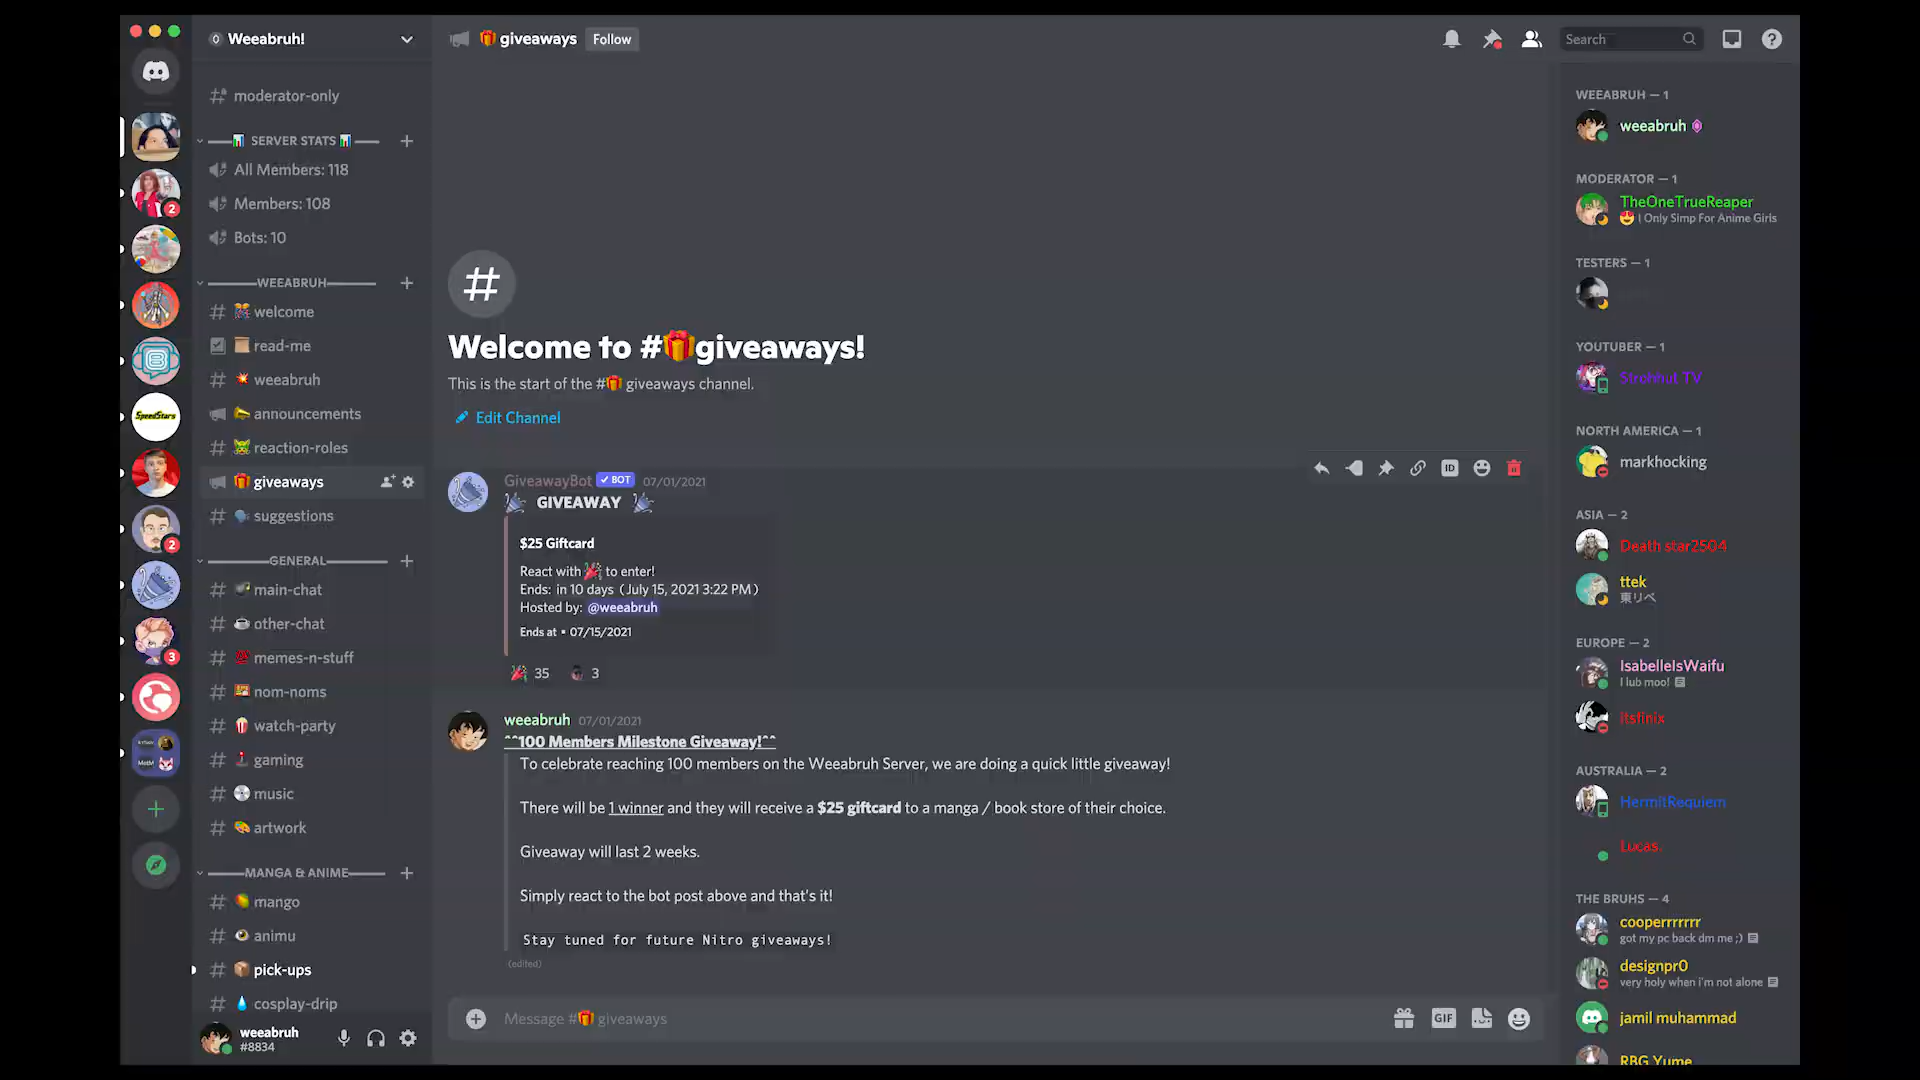 Weeabruh!
moderator-only
SERVER STATS
All Members: 118
Members: 108
Bots: 10
WEEABRUH
welcome
read-me
weeabruh
announcements
reaction-roles
giveaways
suggestions
GENERAL
main-chat
other-chat
memes-n-stuff
nom-noms
watch-party
gaming
music
artwork
MANGA & ANIME
mango
animu
pick-ups
cosplay-drip
weeabruh
#8834
2
SpeedStars
2
3
giveaways
Follow
Search
Welcome to #🎁giveaways!
This is the start of the #🎁 giveaways channel.
Edit Channel
GiveawayBot ✓ BOT 07/01/2021
🎉 GIVEAWAY 🎉
$25 Giftcard
React with 🎉 to enter!
Ends: in 10 days (July 15, 2021 3:22 PM)
Hosted by: @weeabruh
Ends at • 07/15/2021
35 3
ID
weeabruh 07/01/2021
^^100 Members Milestone Giveaway!^^
To celebrate reaching 100 members on the Weeabruh Server, we are doing a quick little giveaway!
There will be 1 winner and they will receive a $25 giftcard to a manga / book store of their choice.
Giveaway will last 2 weeks.
Simply react to the bot post above and that's it!
Stay tuned for future Nitro giveaways!
(edited)
Message #🎁 giveaways
GIF
WEEABRUH — 1
weeabruh
MODERATOR — 1
TheOneTrueReaper
😍 I Only Simp For Anime Girls
TESTERS — 1
YOUTUBER — 1
Strohhut TV
NORTH AMERICA — 1
markhocking
ASIA — 2
Death star2504
ttek
東リベ
EUROPE — 2
IsabelleIsWaifu
I lub moo!
itsfinix
AUSTRALIA — 2
HermitRequiem
Lucas.
THE BRUHS — 4
cooperrrrrrr
got my pc back dm me ;)
designpr0
very holy when i'm not alone
jamil muhammad
RBG Yume